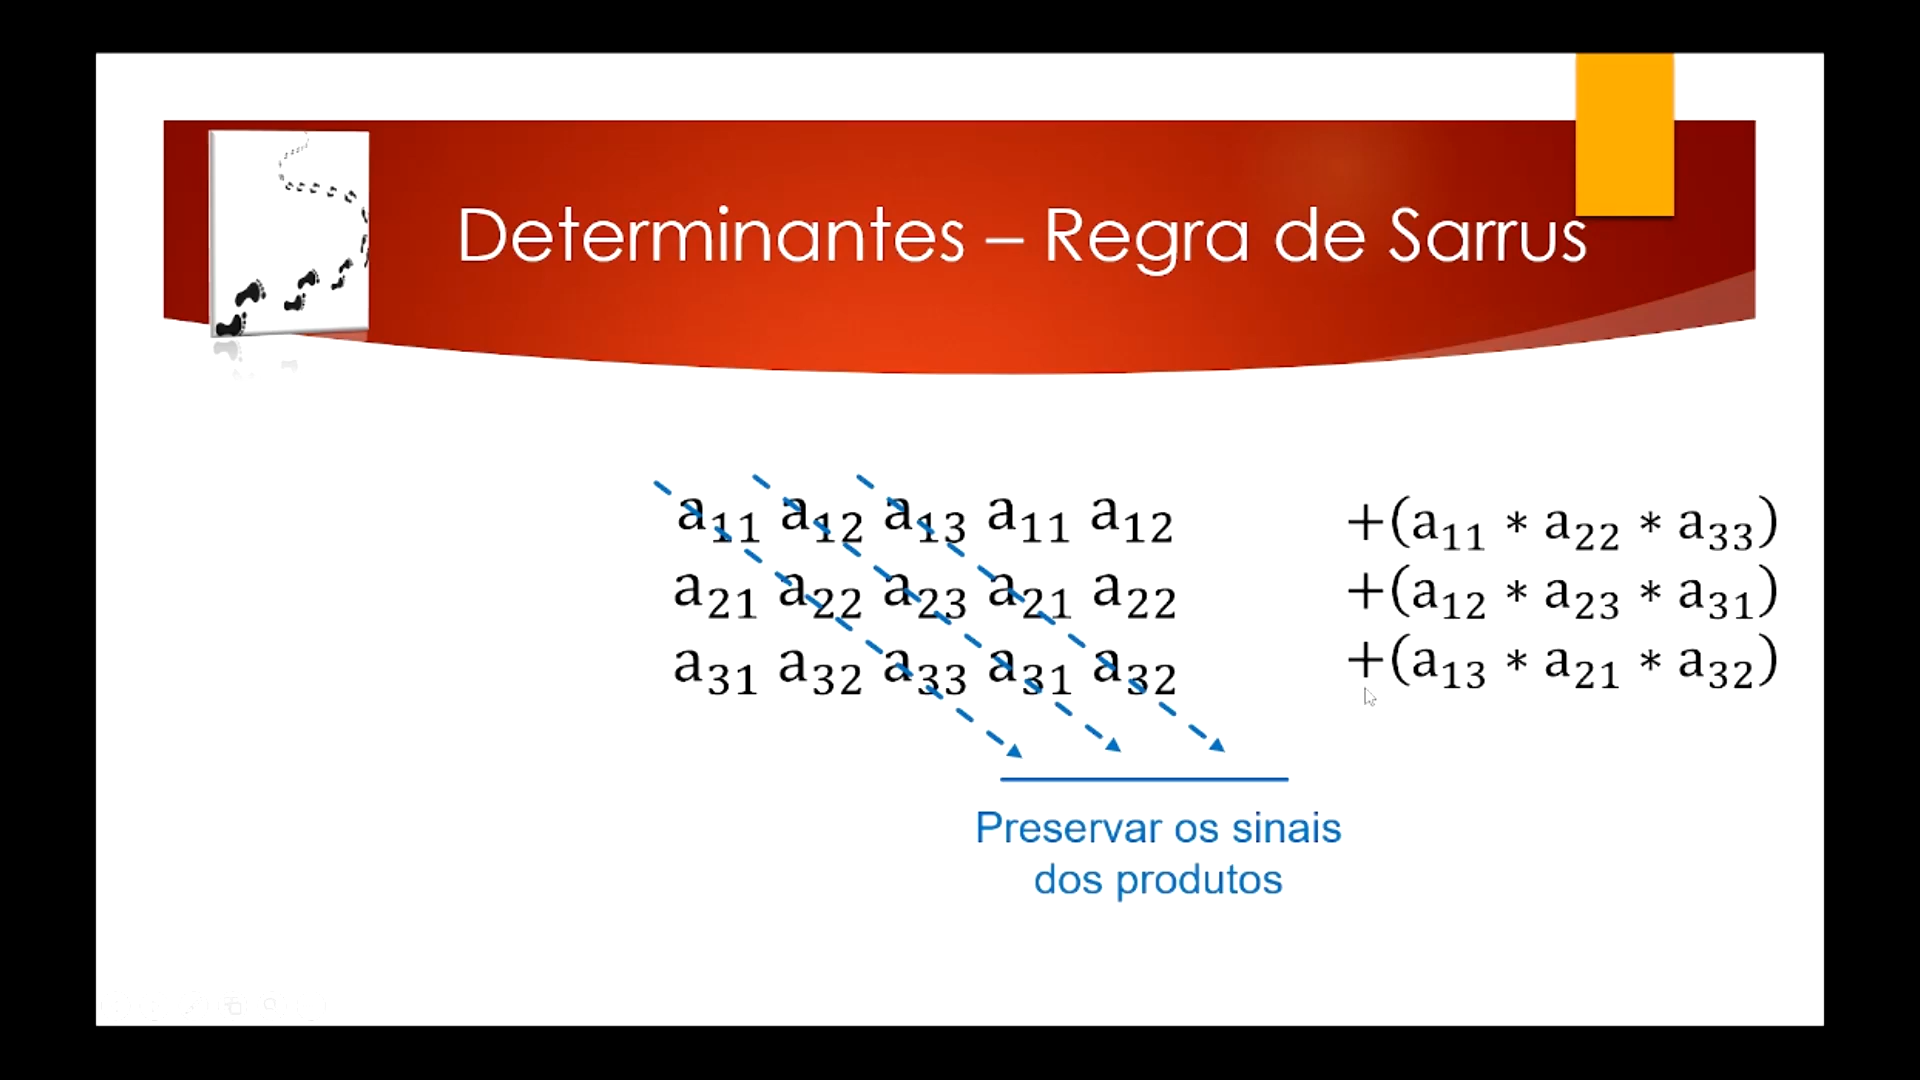 Determinantes – Regra de Sarrus
a₁₁ a₁₂ a₁₃ a₁₁ a₁₂
a₂₁ a₂₂ a₂₃ a₂₁ a₂₂
a₃₁ a₃₂ a₃₃ a₃₁ a₃₂
+(a₁₁ * a₂₂ * a₃₃)
+(a₁₂ * a₂₃ * a₃₁)
+(a₁₃ * a₂₁ * a₃₂)
Preservar os sinais
dos produtos